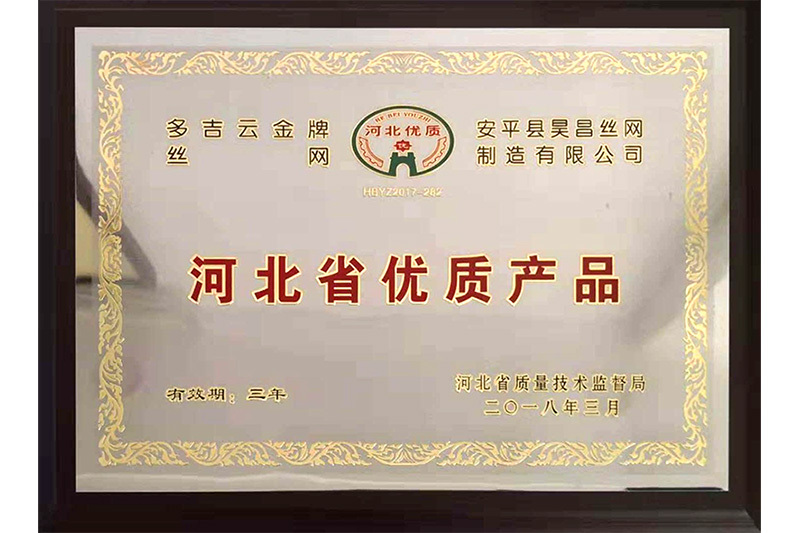 多吉云金牌
丝网
HE BEI YOU ZHI
河北优质
HBYZ2017-282
安平县昊昌丝网
制造有限公司
河北省优质产品
有效期：三年
河北省质量技术监督局
二〇一八年三月